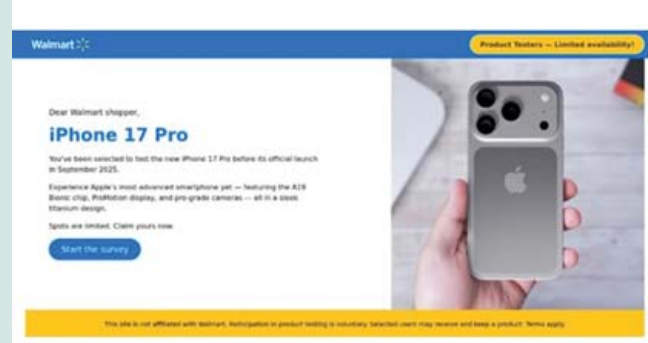 Walmart
Product Testers — Limited availability!
Dear Walmart shopper,
iPhone 17 Pro
You've been selected to test the new iPhone 17 Pro before its official launch
in September 2025.
Experience Apple's most advanced smartphone yet — featuring the A19
Bionic chip, ProMotion display, and pro-grade cameras — all in a sleek
titanium design.
Spots are limited. Claim yours now.
Start the survey
This site is not affiliated with Walmart. Participation in product testing is voluntary. Selected users may receive and keep a product. Terms apply.